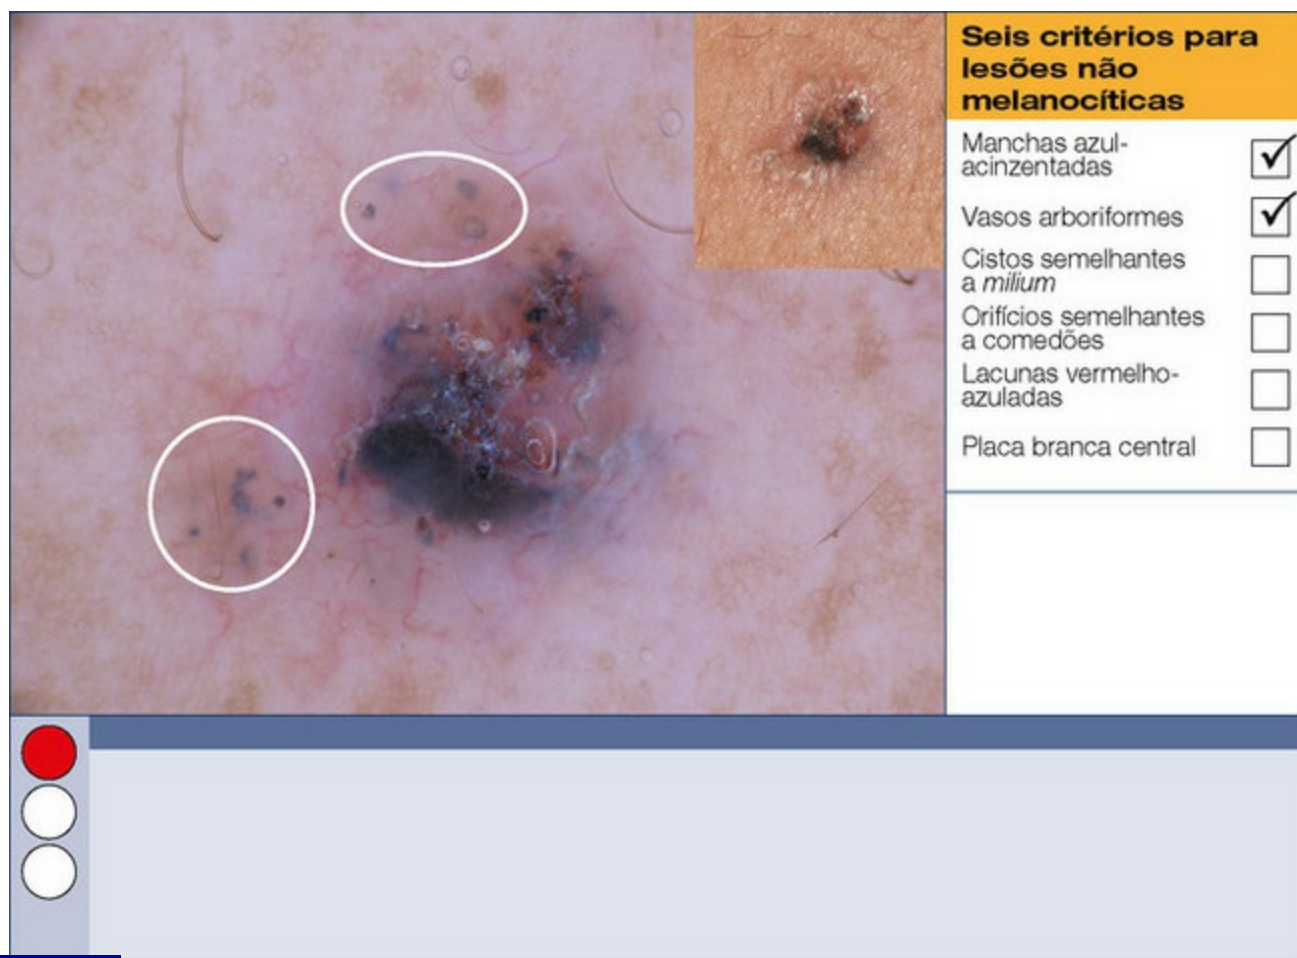 Seis critérios para
lesões não
melanocíticas
Manchas azul-
acinzentadas
Vasos arboriformes
Cistos semelhantes
a milium
Orifícios semelhantes
a comedões
Lacunas vermelho-
azuladas
Placa branca central